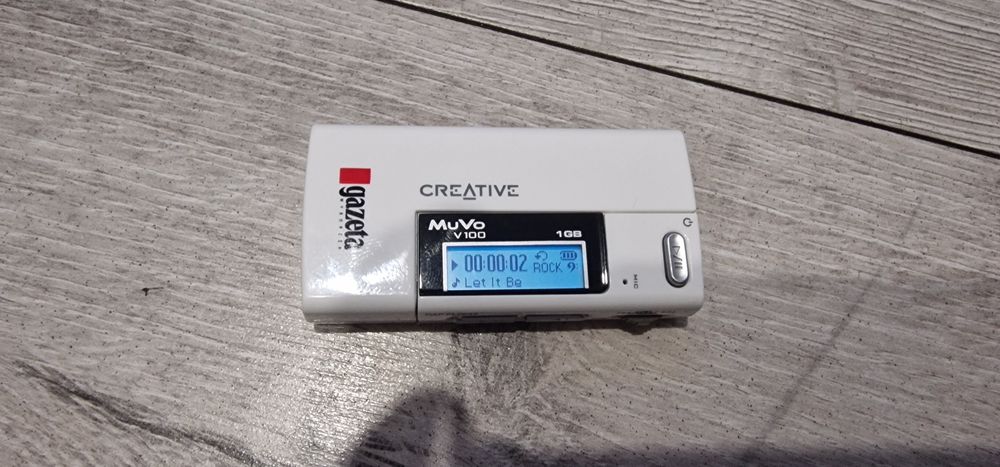 gazeta
CREATIVE
MuVo
V100
1GB
00:00:02
ROCK
Let It Be
MIC